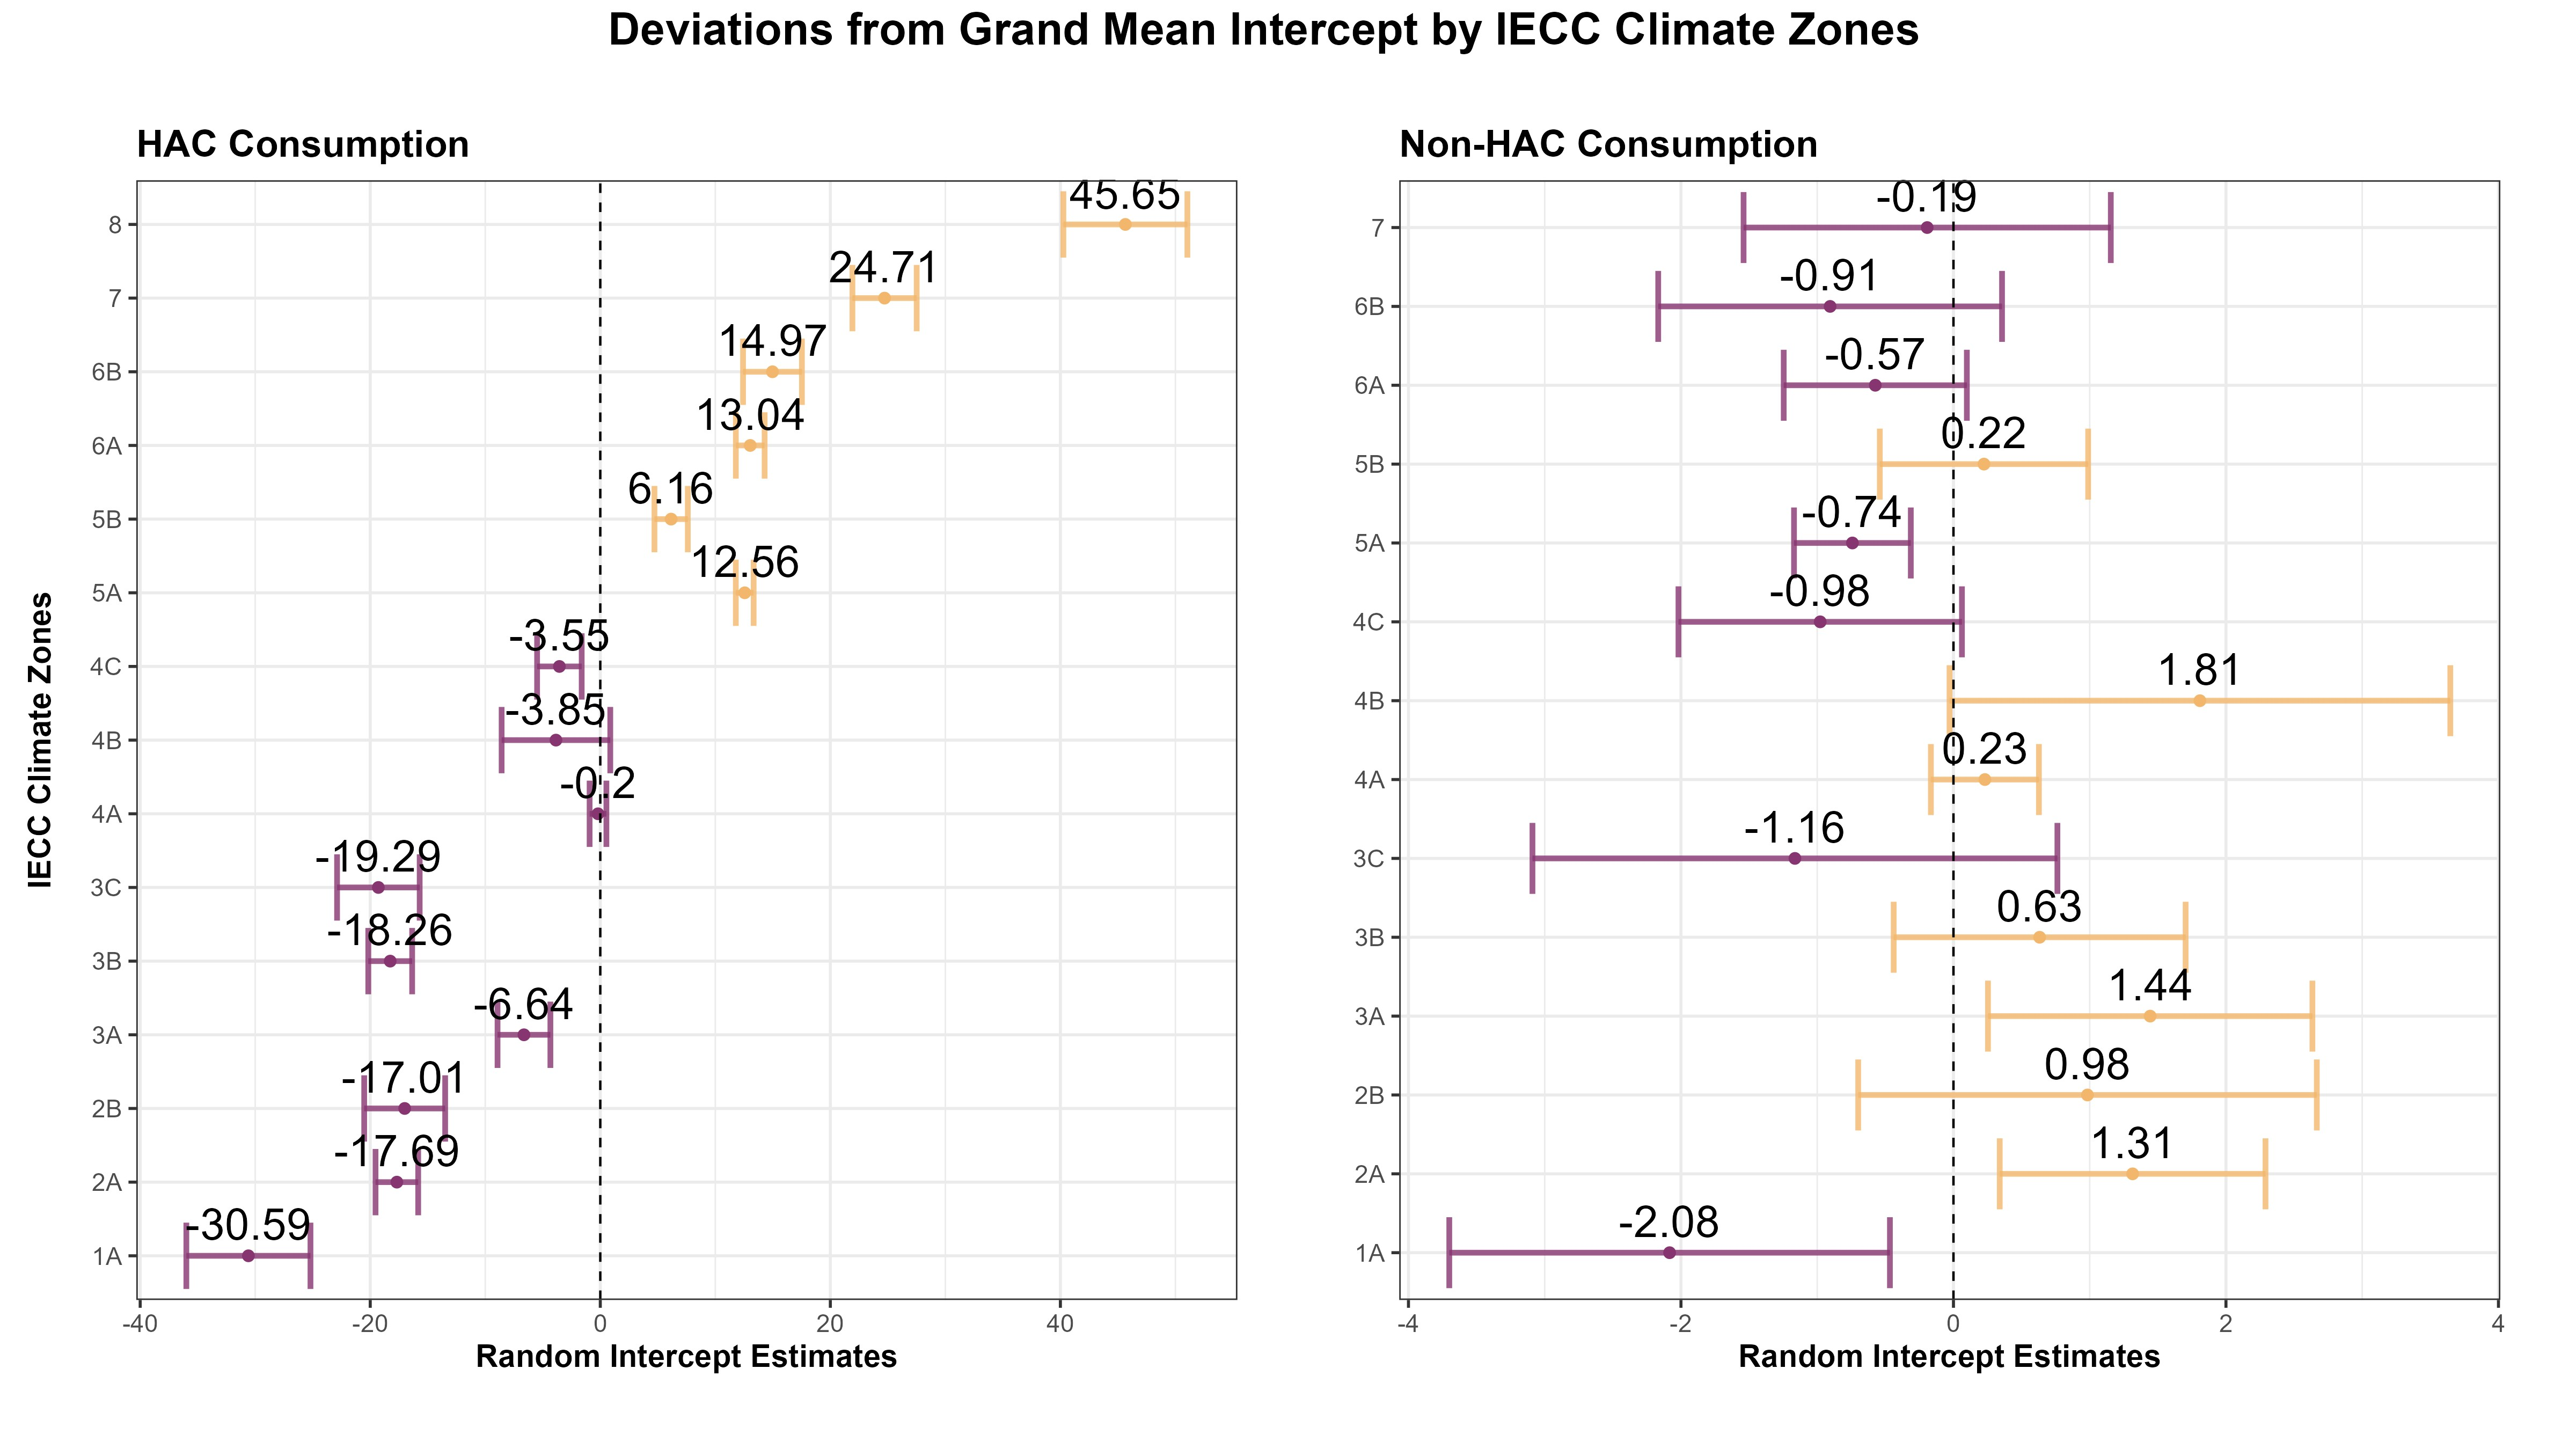 Deviations from Grand Mean Intercept by IECC Climate Zones
HAC Consumption
IECC Climate Zones
8
45.65
7
24.71
6B
14.97
6A
13.04
5B
6.16
5A
12.56
4C
-3.55
4B
-3.85
4A
-0.2
3C
-19.29
3B
-18.26
3A
-6.64
2B
-17.01
2A
-17.69
1A
-30.59
-40 -20 0 20 40
Random Intercept Estimates
Non-HAC Consumption
7
-0.19
6B
-0.91
6A
-0.57
5B
0.22
5A
-0.74
4C
-0.98
4B
1.81
4A
0.23
3C
-1.16
3B
0.63
3A
1.44
2B
0.98
2A
1.31
1A
-2.08
-4 -2 0 2 4
Random Intercept Estimates